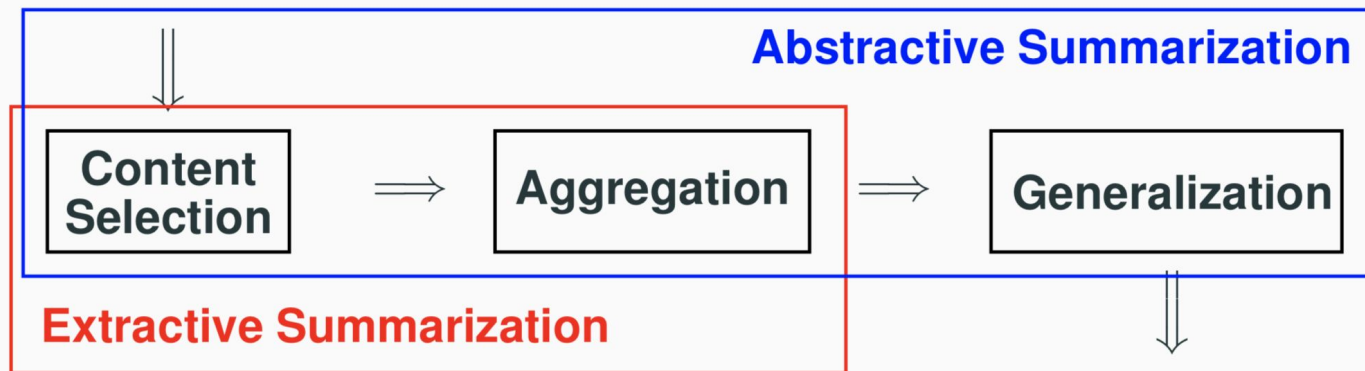 Abstractive Summarization
Content
Selection
Aggregation
Generalization
Extractive Summarization